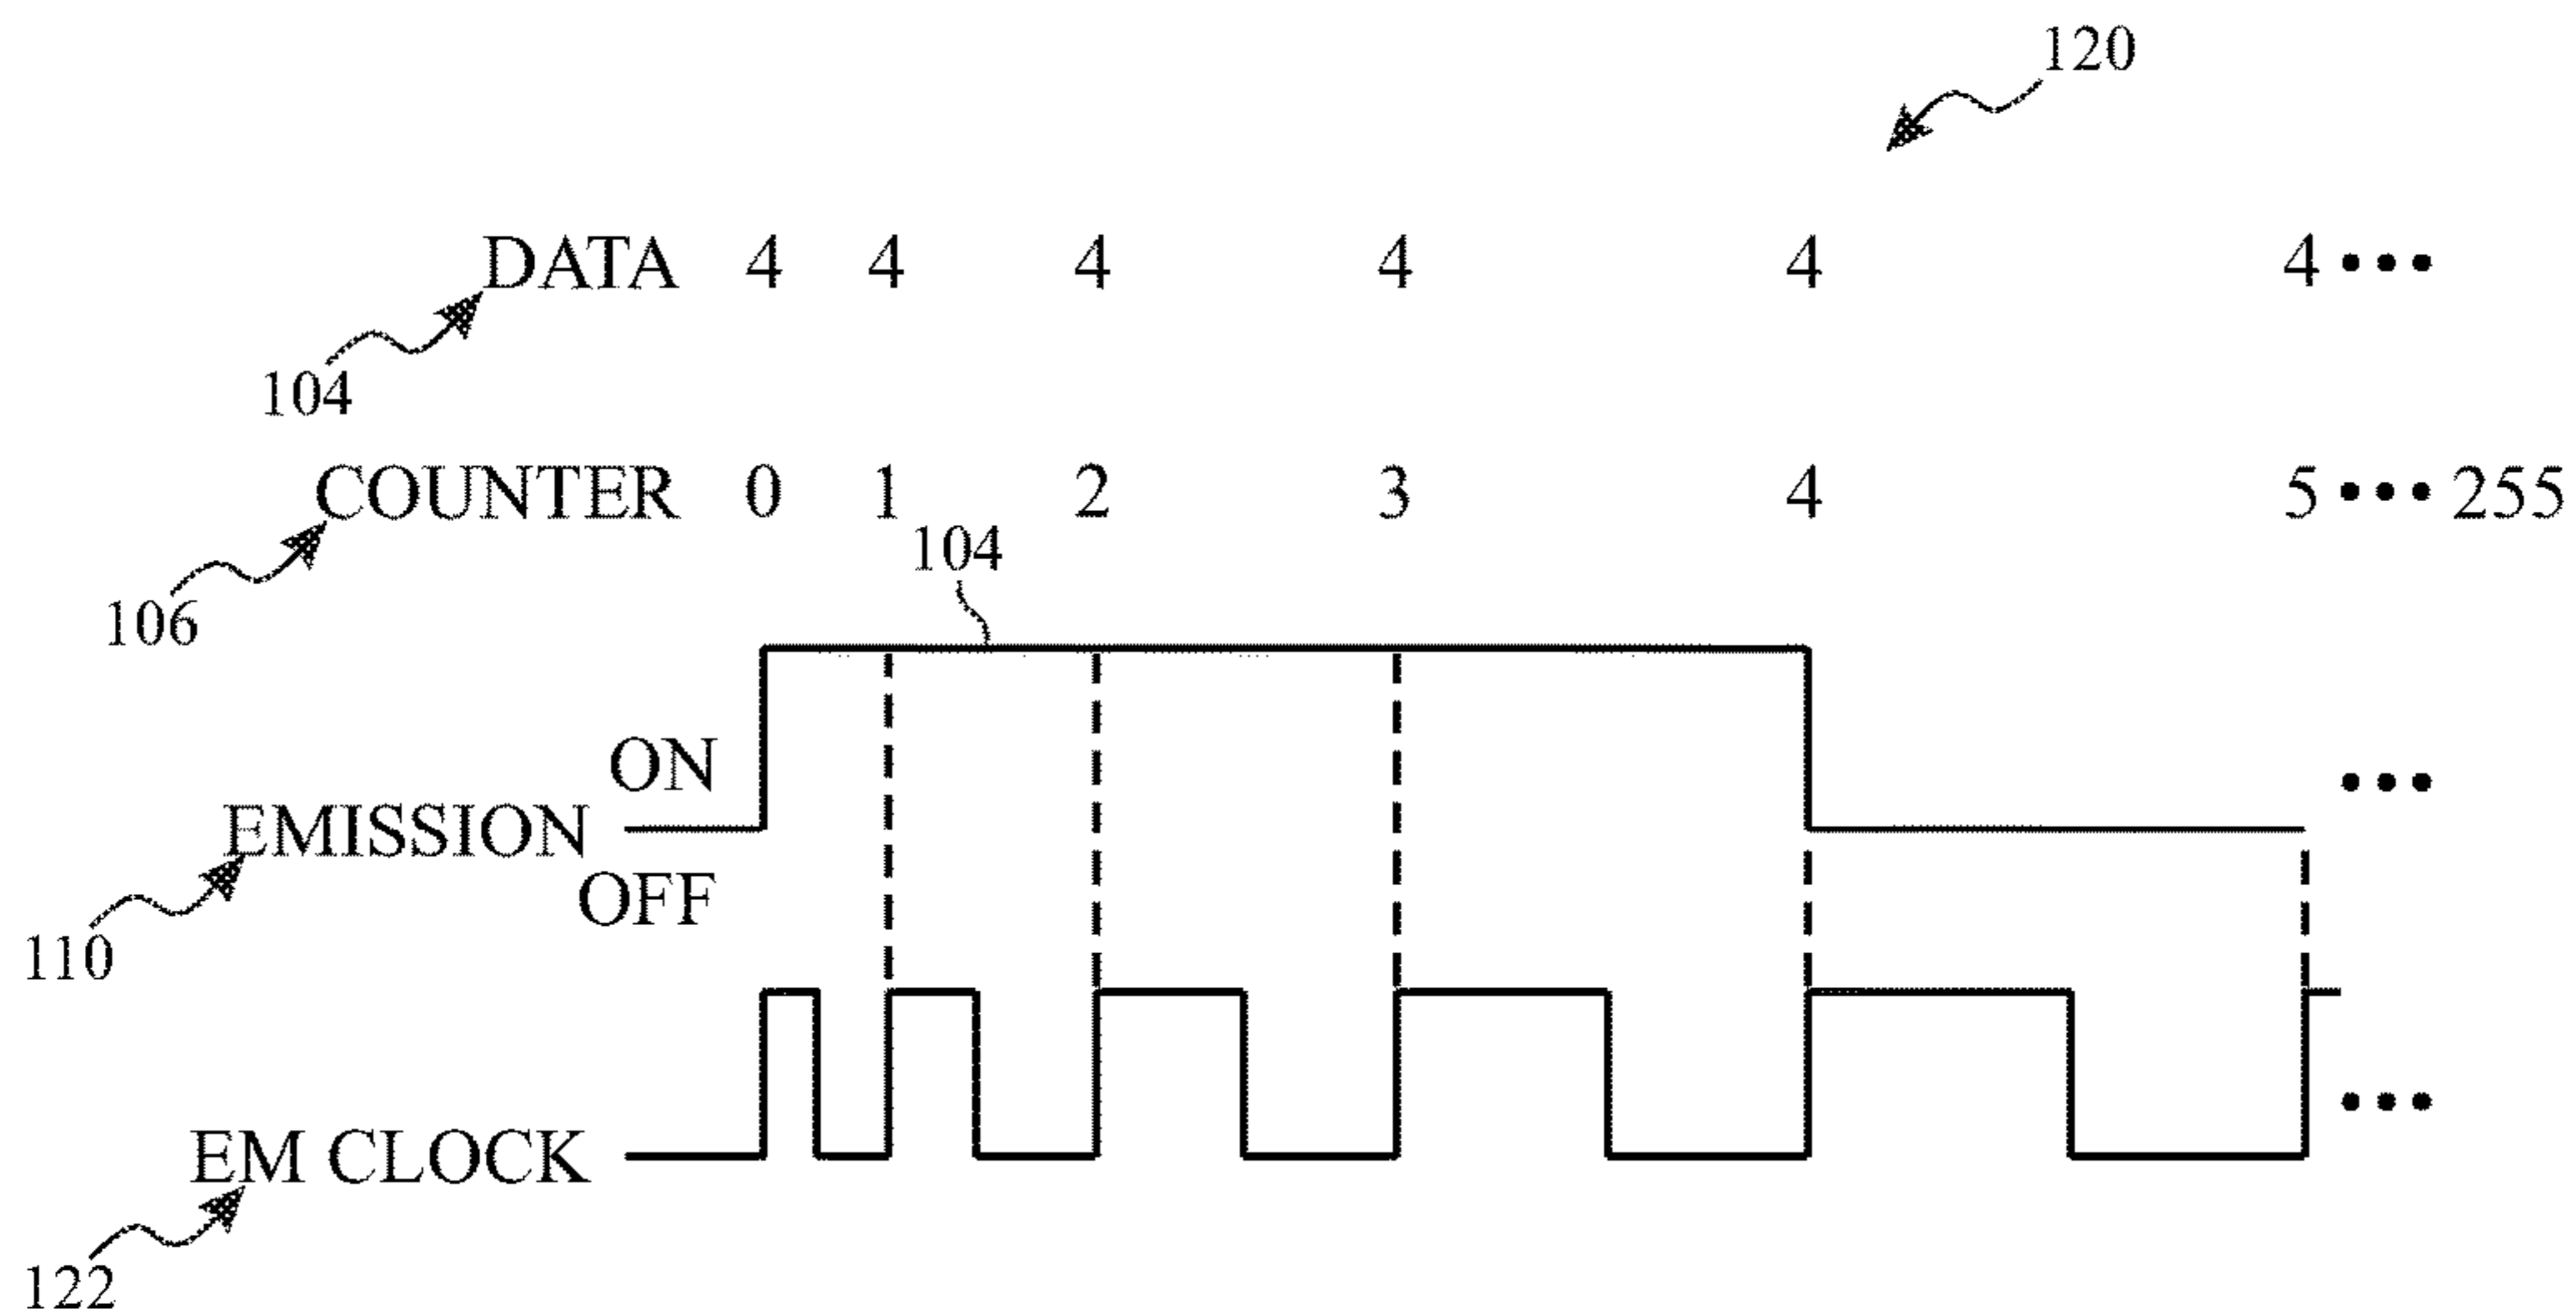 120
DATA 4 4 4 4 4 4 •••
104
COUNTER 0 1 2 3 4 5 ••• 255
104
106
ON
EMISSION •••
OFF
110
EM CLOCK •••
122